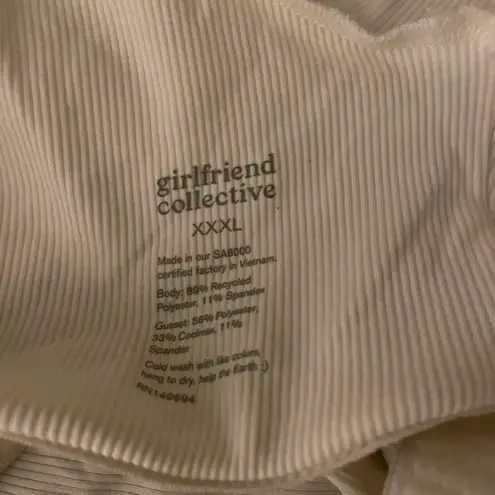 girlfriend
collective
XXXL
Made in our SA8000
certified factory in Vietnam.
Body: 89% Recycled
Polyester, 11% Spandex
Gusset: 56% Polyester,
33% Coolmax, 11%
Spandex
Cold wash with like colors,
hang to dry, help the Earth :)
RN149694